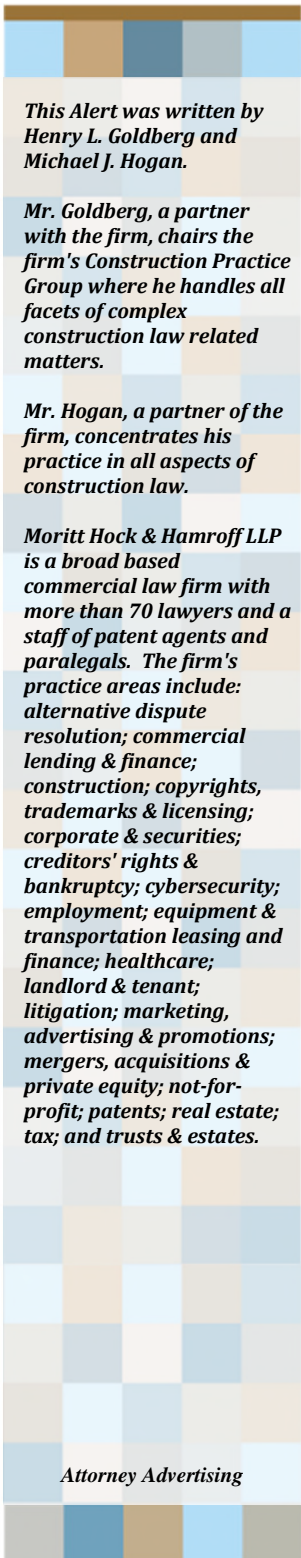 This Alert was written by
Henry L. Goldberg and
Michael J. Hogan.
Mr. Goldberg, a partner
with the firm, chairs the
firm's Construction Practice
Group where he handles all
facets of complex
construction law related
matters.
Mr. Hogan, a partner of the
firm, concentrates his
practice in all aspects of
construction law.
Moritt Hock & Hamroff LLP
is a broad based
commercial law firm with
more than 70 lawyers and a
staff of patent agents and
paralegals.  The firm's
practice areas include:
alternative dispute
resolution; commercial
lending & finance;
construction; copyrights,
trademarks & licensing;
corporate & securities;
creditors' rights &
bankruptcy; cybersecurity;
employment; equipment &
transportation leasing and
finance; healthcare;
landlord & tenant;
litigation; marketing,
advertising & promotions;
mergers, acquisitions &
private equity; not-for-
profit; patents; real estate;
tax; and trusts & estates.
Attorney Advertising